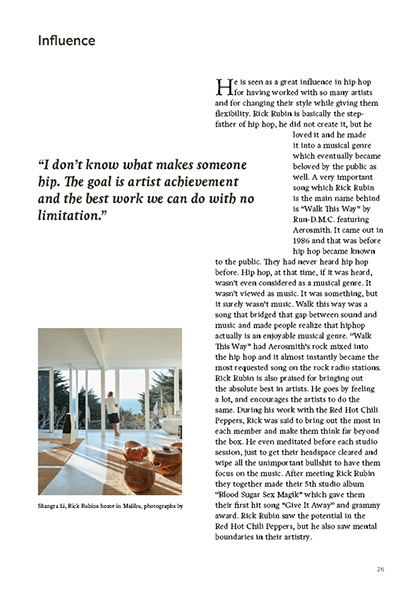 Influence
He is seen as a great influence in hip hop
for having worked with so many artists
and for changing their style while giving them
flexibility. Rick Rubin is basically the step-
father of hip hop, he did not create it, but he
loved it and he made
it into a musical genre
which eventually became
beloved by the public as
well. A very important
song which Rick Rubin
is the main name behind
is "Walk This Way" by
Run-D.M.C. featuring
Aerosmith. It came out in
1986 and that was before
hip hop became known
to the public. They had never heard hip hop
before. Hip hop, at that time, if it was heard,
wasn't even considered as a musical genre. It
wasn't viewed as music. It was something, but
it surely wasn't music. Walk this way was a
song that bridged that gap between sound and
music and made people realize that hiphop
actually is an enjoyable musical genre. "Walk
This Way" had Aerosmith's rock mixed into
the hip hop and it almost instantly became the
most requested song on the rock radio stations.
Rick Rubin is also praised for bringing out
the absolute best in artists. He goes by feeling
a lot, and encourages the artists to do the
same. During his work with the Red Hot Chili
Peppers, Rick was said to bring out the most in
each member and make them think far beyond
the box. He even meditated before each studio
session, just to get their headspace cleared and
wipe all the unimportant bullshit to have them
focus on the music. After meeting Rick Rubin
they together made their 5th studio album
"Blood Sugar Sex Magik" which gave them
their first hit song "Give It Away" and grammy
award. Rick Rubin saw the potential in the
Red Hot Chili Peppers, but he also saw mental
boundaries in their artistry.
"I don't know what makes someone
hip. The goal is artist achievement
and the best work we can do with no
limitation."
Shangra Li, Rick Rubins home in Malibu, photographs by
26